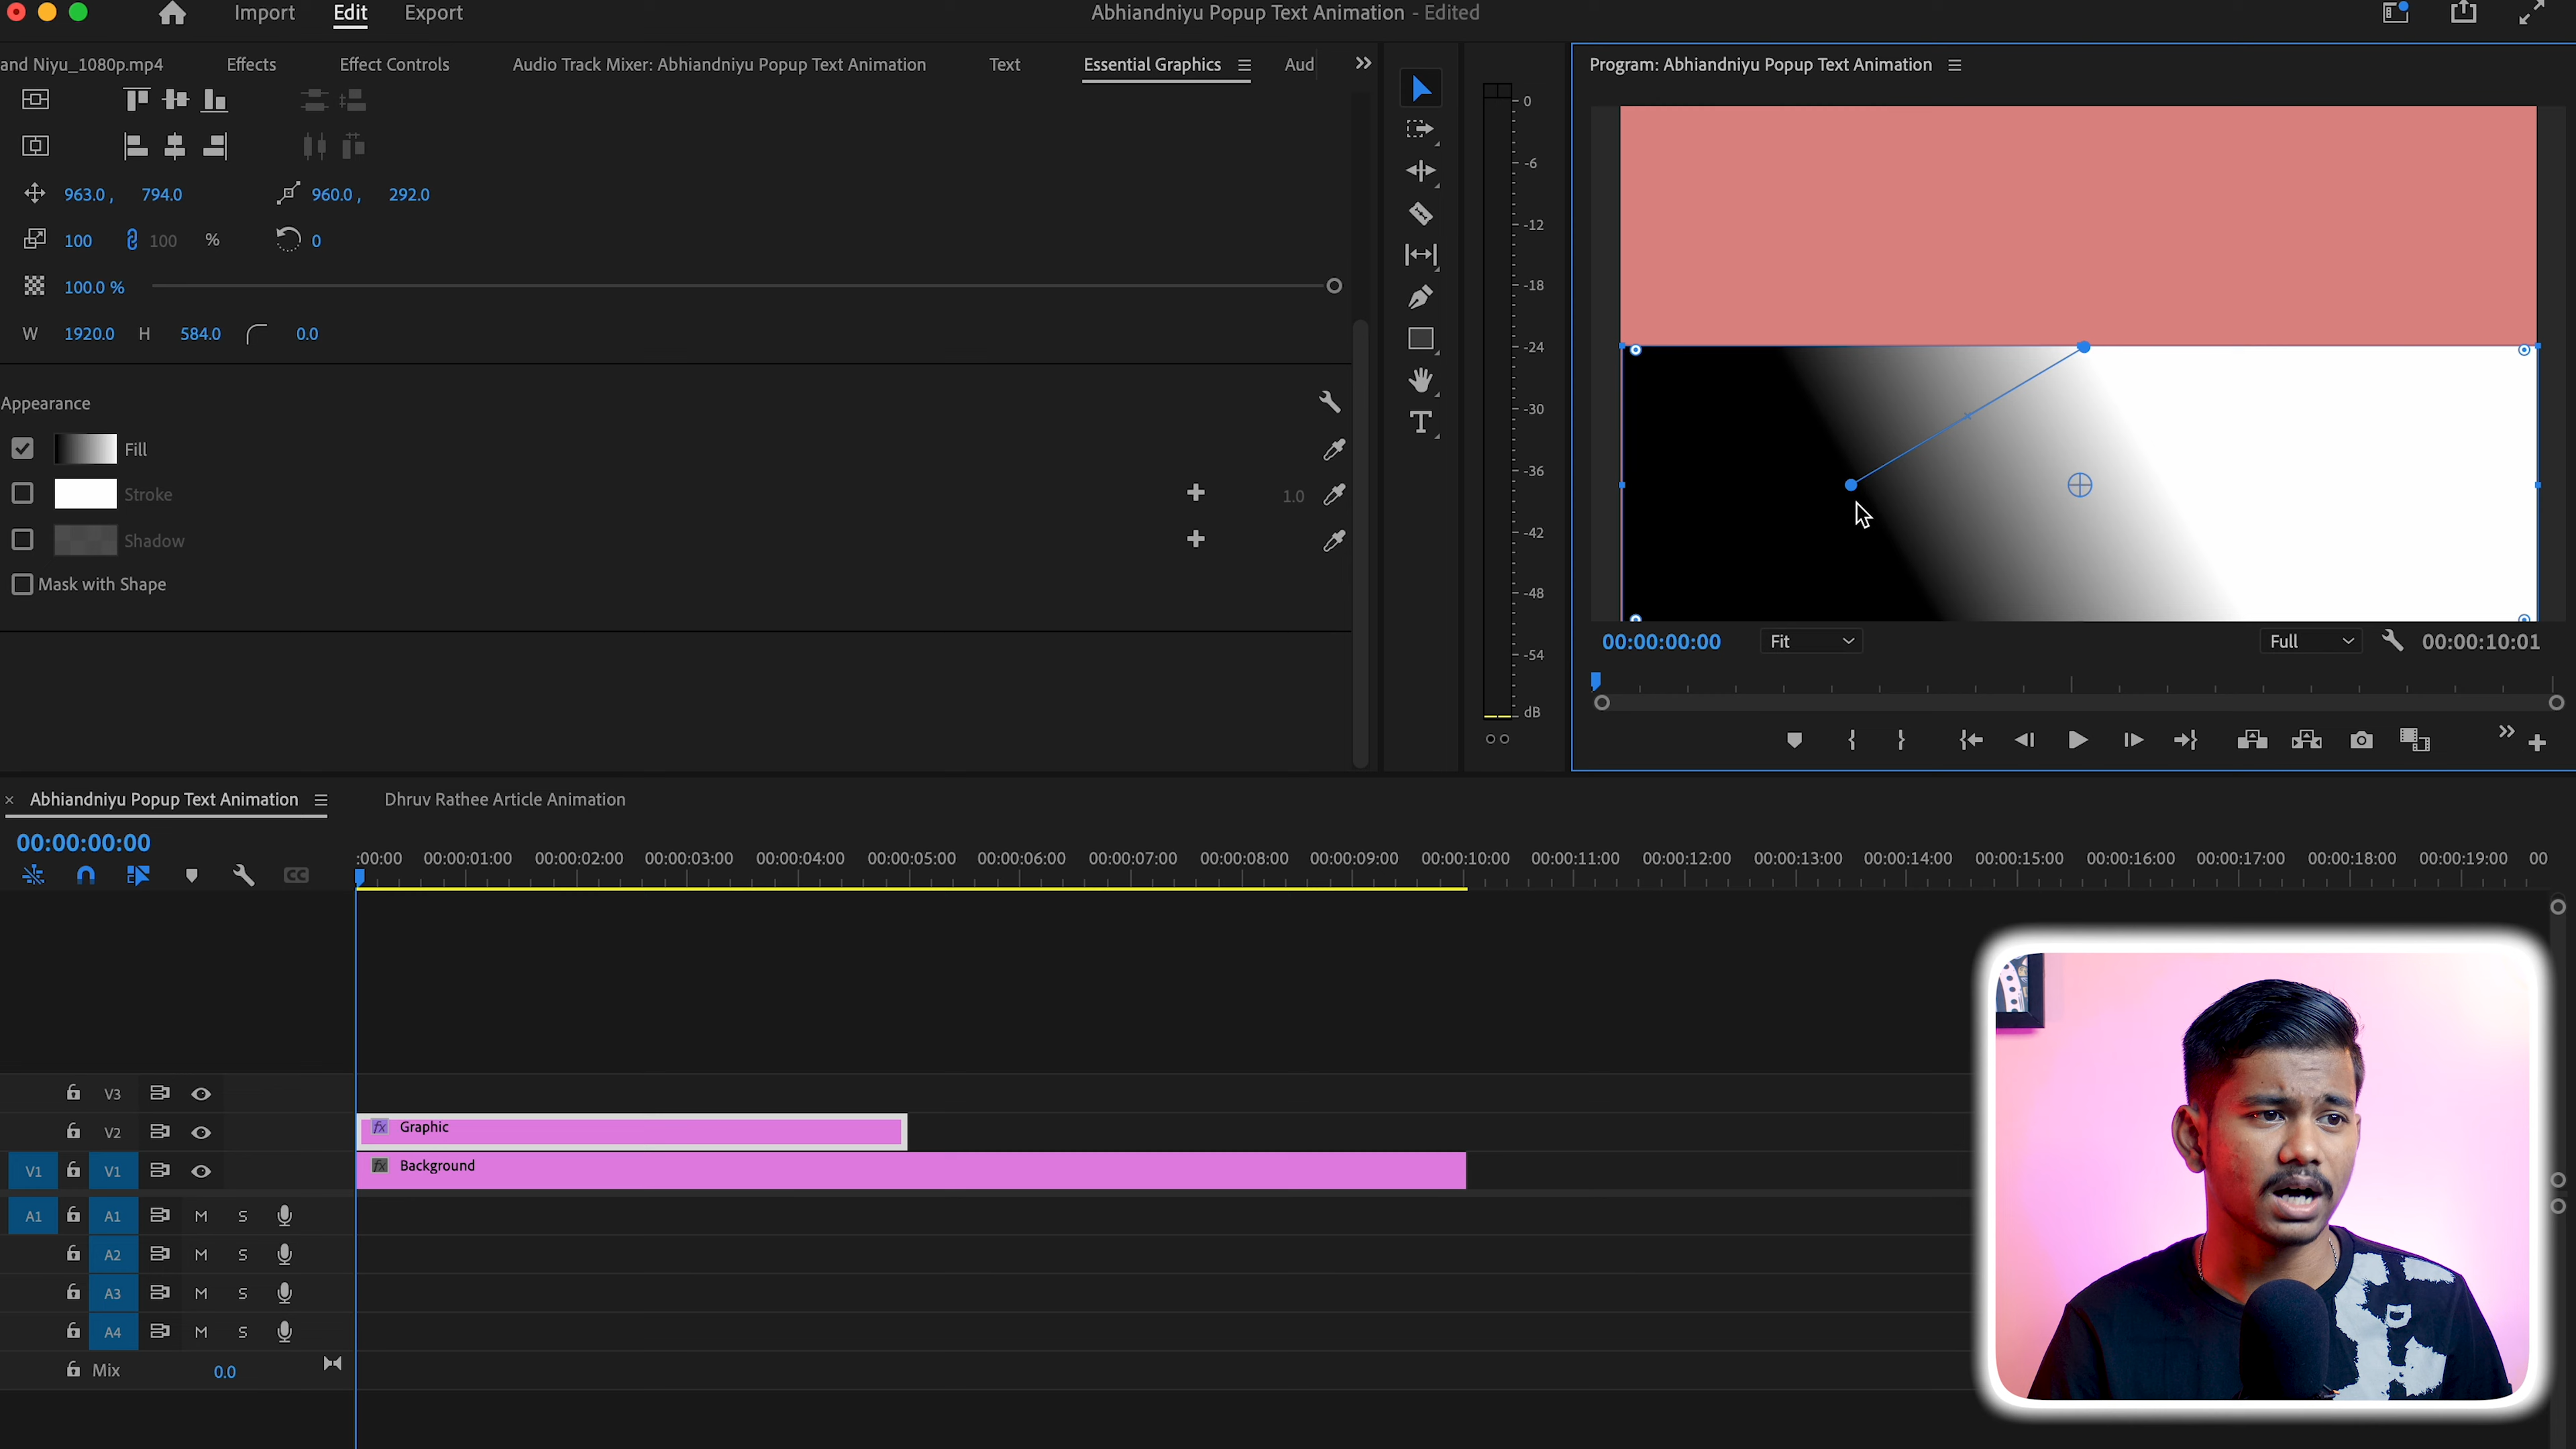 Import Edit Export
Abhiandniyu Popup Text Animation - Edited
and Niyu_1080p.mp4 Effects Effect Controls Audio Track Mixer: Abhiandniyu Popup Text Animation Text Essential Graphics Aud
Program: Abhiandniyu Popup Text Animation
963.0 , 794.0 960.0 , 292.0
100 100 % 0
100.0 %
W 1920.0 H 584.0 0.0
Appearance
Fill
Stroke 1.0
Shadow
Mask with Shape
0
-6
-12
-18
-24
-30
-36
-42
-48
-54
dB
00:00:00:00 Fit Full 00:00:10:01
Abhiandniyu Popup Text Animation Dhruv Rathee Article Animation
00:00:00:00
:00:00 00:00:01:00 00:00:02:00 00:00:03:00 00:00:04:00 00:00:05:00 00:00:06:00 00:00:07:00 00:00:08:00 00:00:09:00 00:00:10:00 00:00:11:00 00:00:12:00 00:00:13:00 00:00:14:00 00:00:15:00 00:00:16:00 00:00:17:00 00:00:18:00 00:00:19:00 00
CC
V3
V2 fx Graphic
V1 V1 fx Background
A1 A1 M S
A2 M S
A3 M S
A4 M S
Mix 0.0